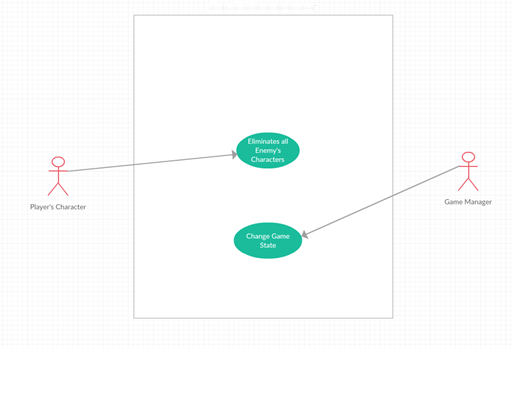 Eliminates all
Enemy's
Characters
Player's Character
Game Manager
Change Game
State